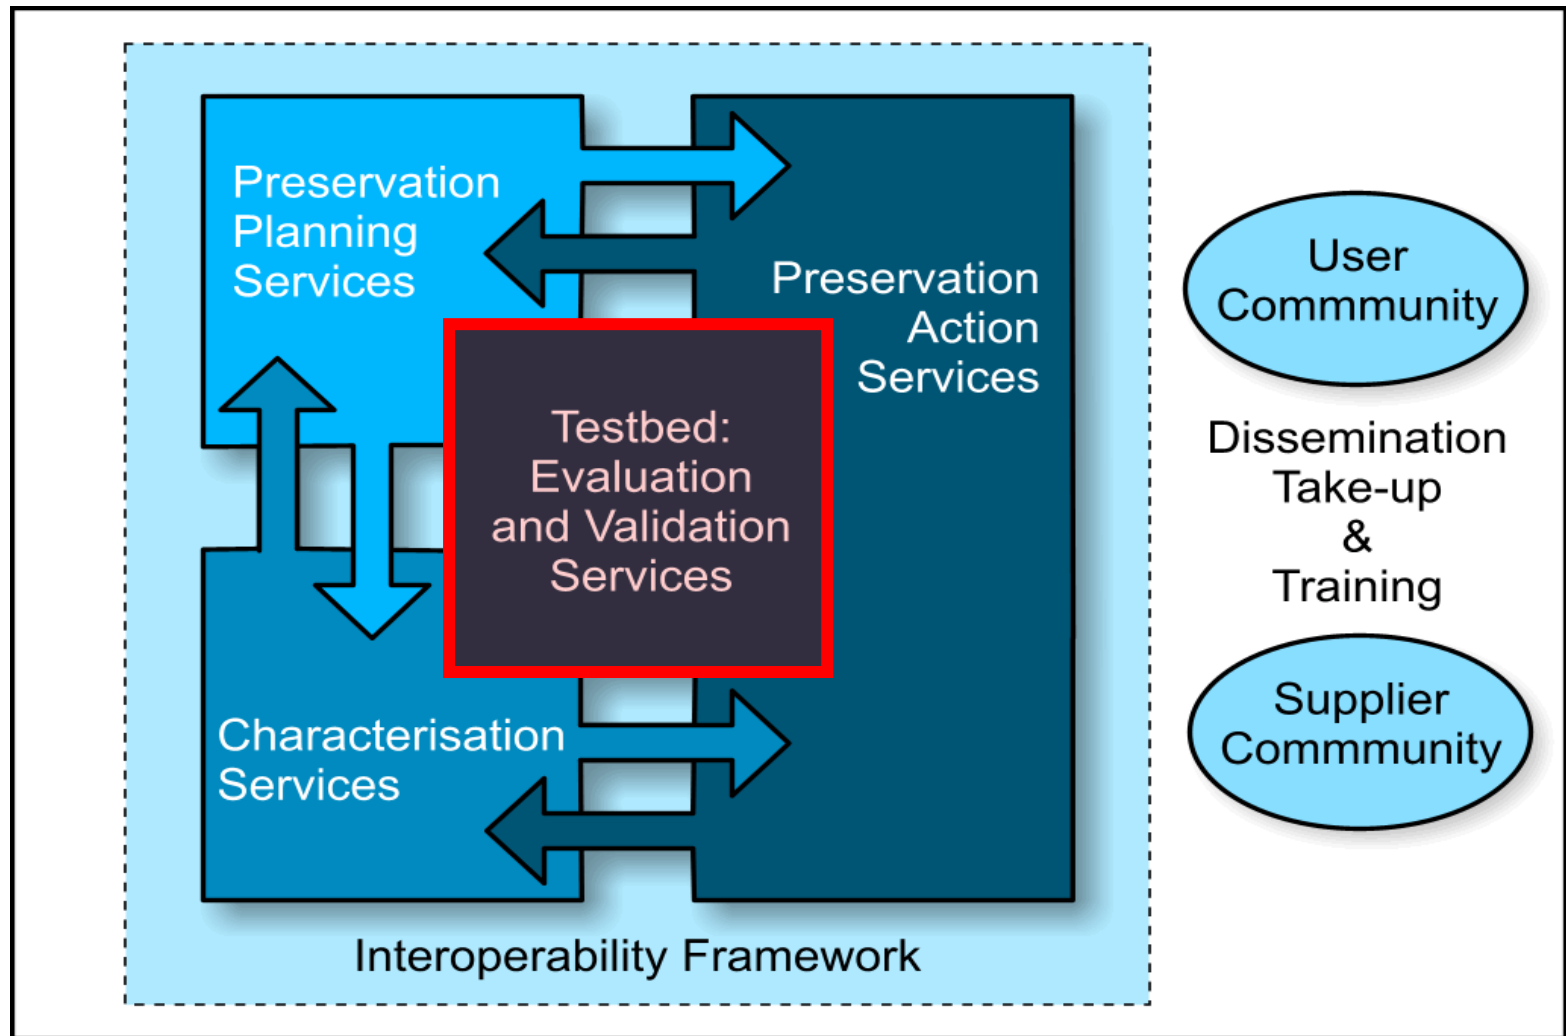 Preservation
Planning
Services
Preservation
Action
Services
Testbed:
Evaluation
and Validation
Services
Characterisation
Services
Interoperability Framework
User
Commmunity
Dissemination
Take-up
&
Training
Supplier
Commmunity